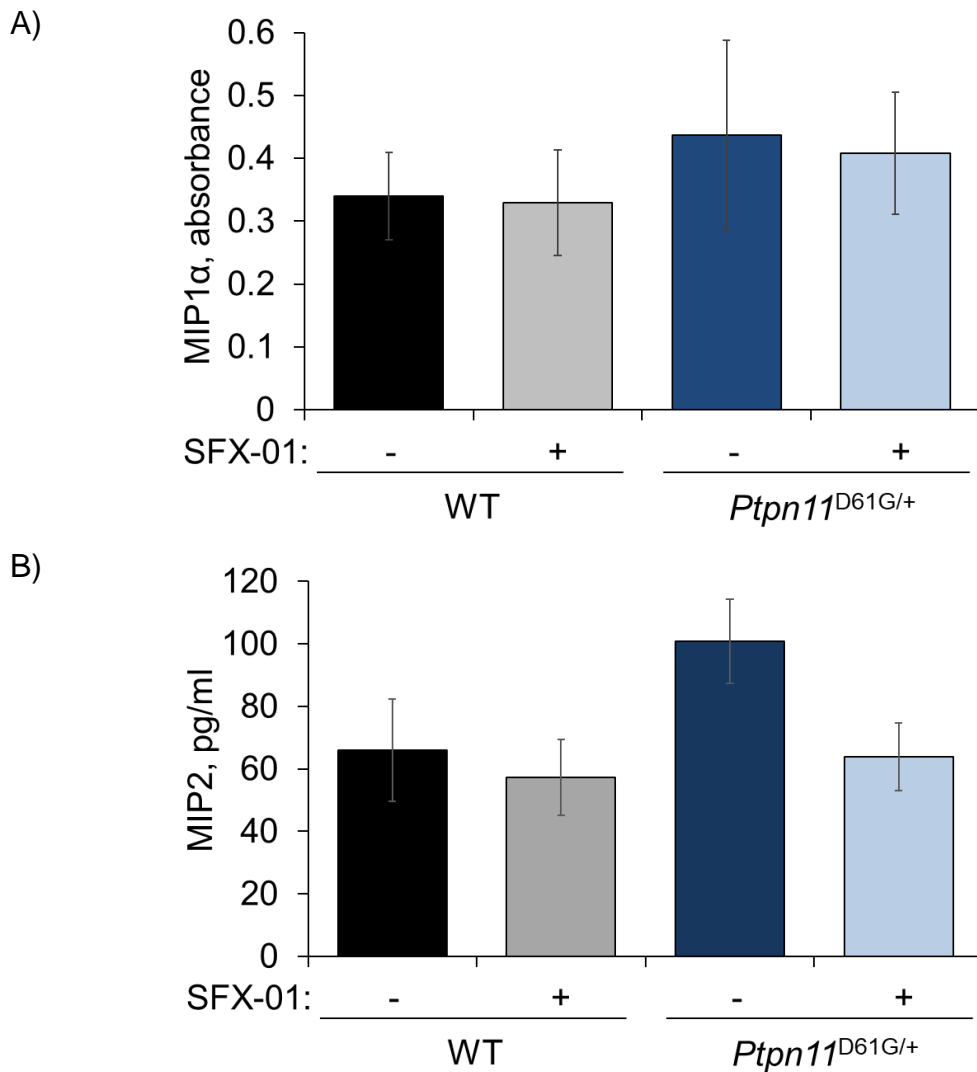 A)
MIP1α, absorbance
0.6
0.5
0.4
0.3
0.2
0.1
0
SFX-01: - + - +
WT Ptpn11D61G/+
B)
MIP2, pg/ml
120
100
80
60
40
20
0
SFX-01: - + - +
WT Ptpn11D61G/+